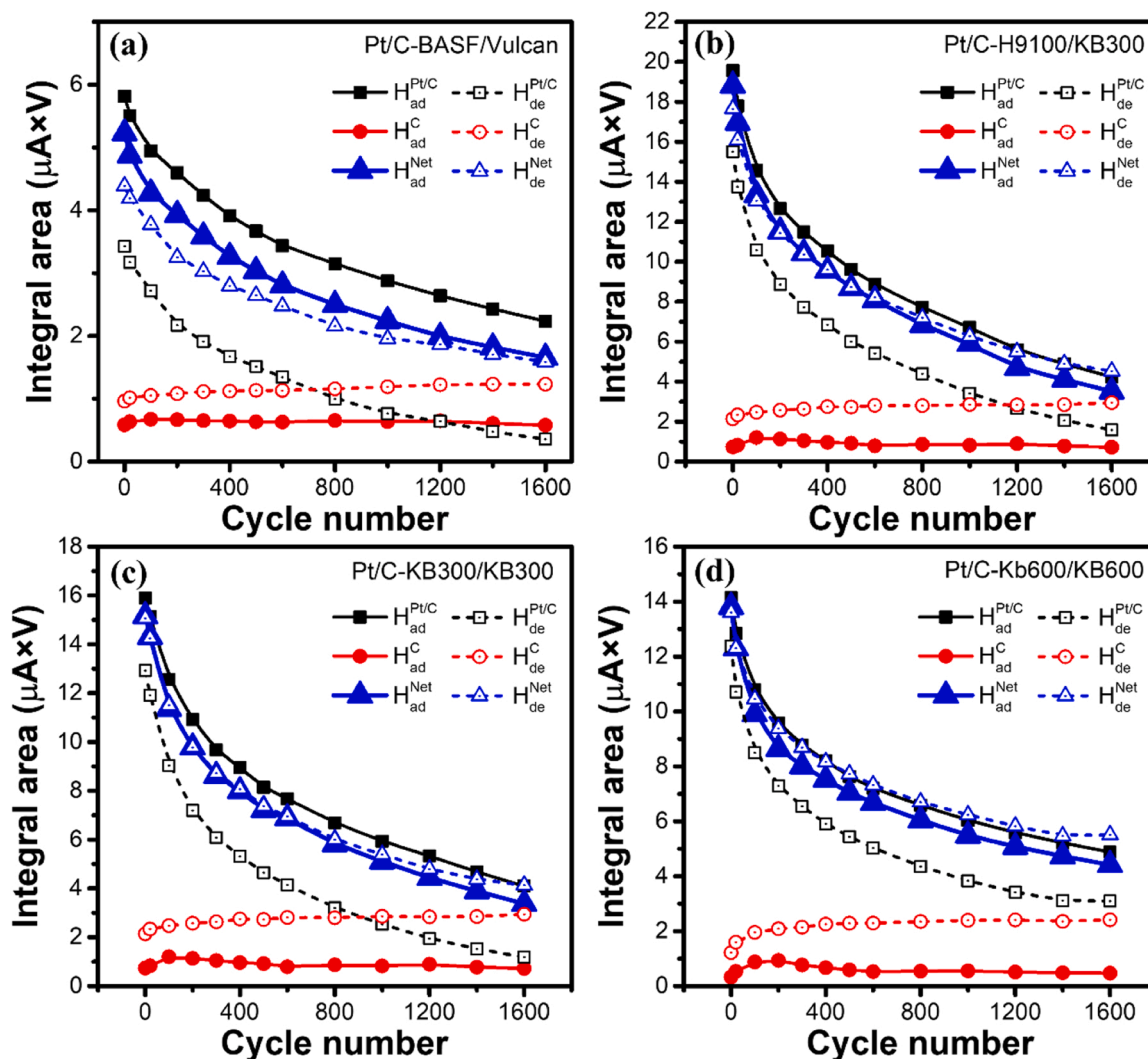 (a) Pt/C-BASF/Vulcan
H_ad^Pt/C H_de^Pt/C
H_ad^C H_de^C
H_ad^Net H_de^Net
Integral area (μA×V)
6
4
2
0
0 400 800 1200 1600
Cycle number
(b) Pt/C-H9100/KB300
H_ad^Pt/C H_de^Pt/C
H_ad^C H_de^C
H_ad^Net H_de^Net
Integral area (μA×V)
22
20
18
16
14
12
10
8
6
4
2
0
0 400 800 1200 1600
Cycle number
(c) Pt/C-KB300/KB300
H_ad^Pt/C H_de^Pt/C
H_ad^C H_de^C
H_ad^Net H_de^Net
Integral area (μA×V)
18
16
14
12
10
8
6
4
2
0
0 400 800 1200 1600
Cycle number
(d) Pt/C-Kb600/KB600
H_ad^Pt/C H_de^Pt/C
H_ad^C H_de^C
H_ad^Net H_de^Net
Integral area (μA×V)
16
14
12
10
8
6
4
2
0
0 400 800 1200 1600
Cycle number